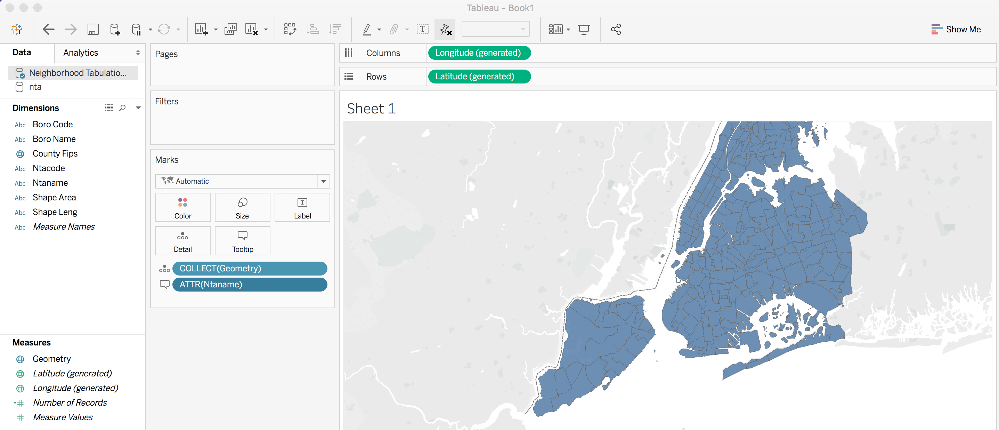 Tableau - Book1
Show Me
Data
Analytics
Neighborhood Tabulatio...
nta
Dimensions
Abc Boro Code
Abc Boro Name
County Fips
Abc Ntacode
Abc Ntaname
Abc Shape Area
Abc Shape Leng
Abc Measure Names
Measures
Geometry
Latitude (generated)
Longitude (generated)
Number of Records
Measure Values
Pages
Filters
Marks
Automatic
Color
Size
Label
Detail
Tooltip
COLLECT(Geometry)
ATTR(Ntaname)
Columns
Longitude (generated)
Rows
Latitude (generated)
Sheet 1